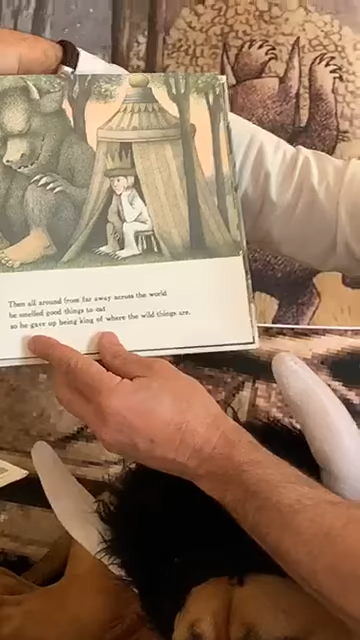 Then all around from far away across the world
he smelled good things to eat
so he gave up being king of where the wild things are.